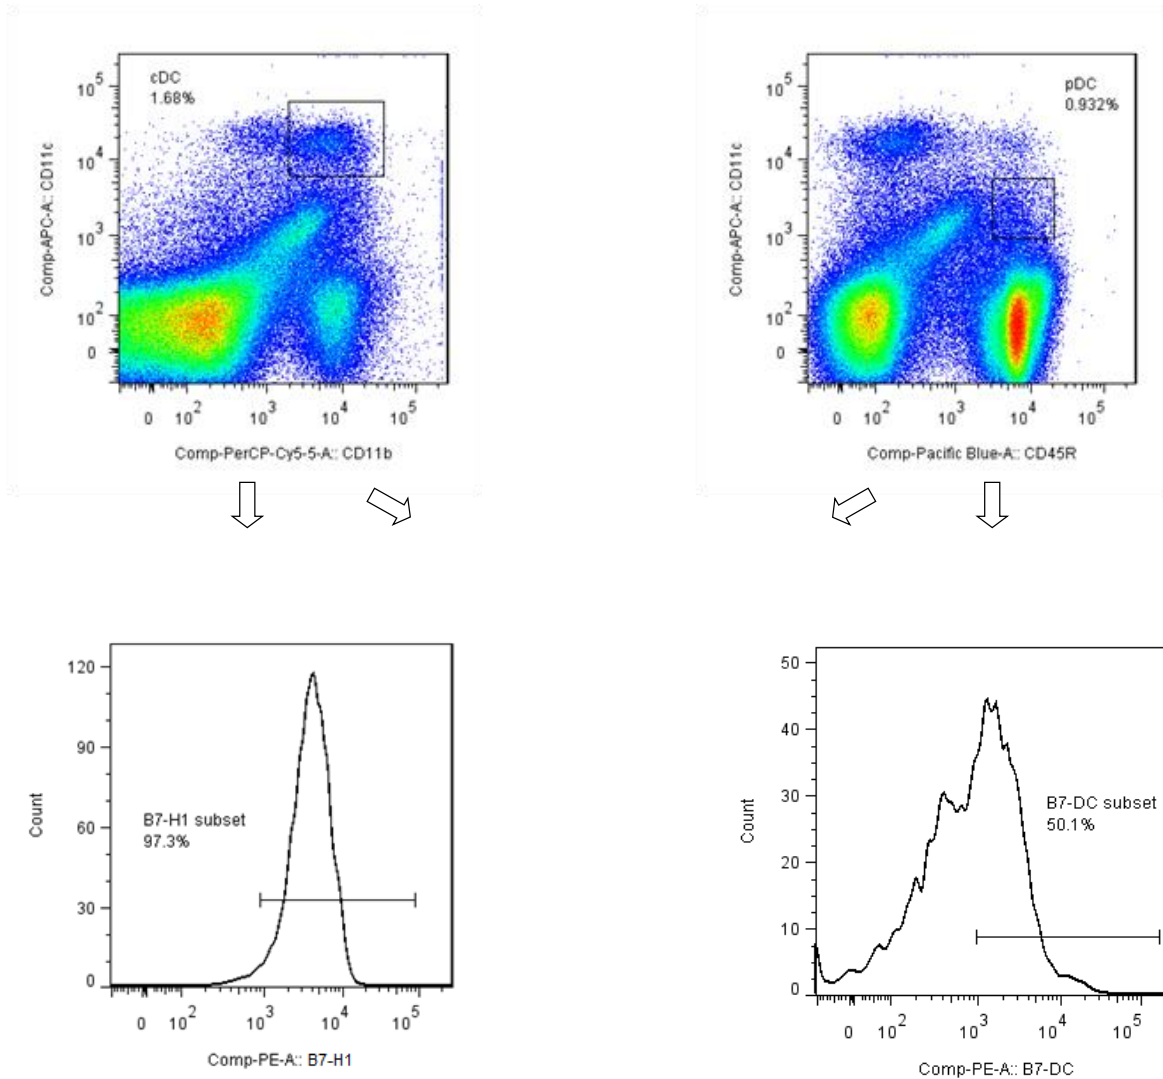 cDC
1.68%
10^5
10^4
10^3
10^2
0
Comp-APC-A:: CD11c
0 10^2 10^3 10^4 10^5
Comp-PerCP-Cy5-5-A:: CD11b
pDC
0.932%
10^5
10^4
10^3
10^2
0
Comp-APC-A:: CD11c
0 10^2 10^3 10^4 10^5
Comp-Pacific Blue-A:: CD45R
120
90
60
30
0
Count
B7-H1 subset
97.3%
0 10^2 10^3 10^4 10^5
Comp-PE-A:: B7-H1
50
40
30
20
10
0
Count
B7-DC subset
50.1%
0 10^2 10^3 10^4 10^5
Comp-PE-A:: B7-DC